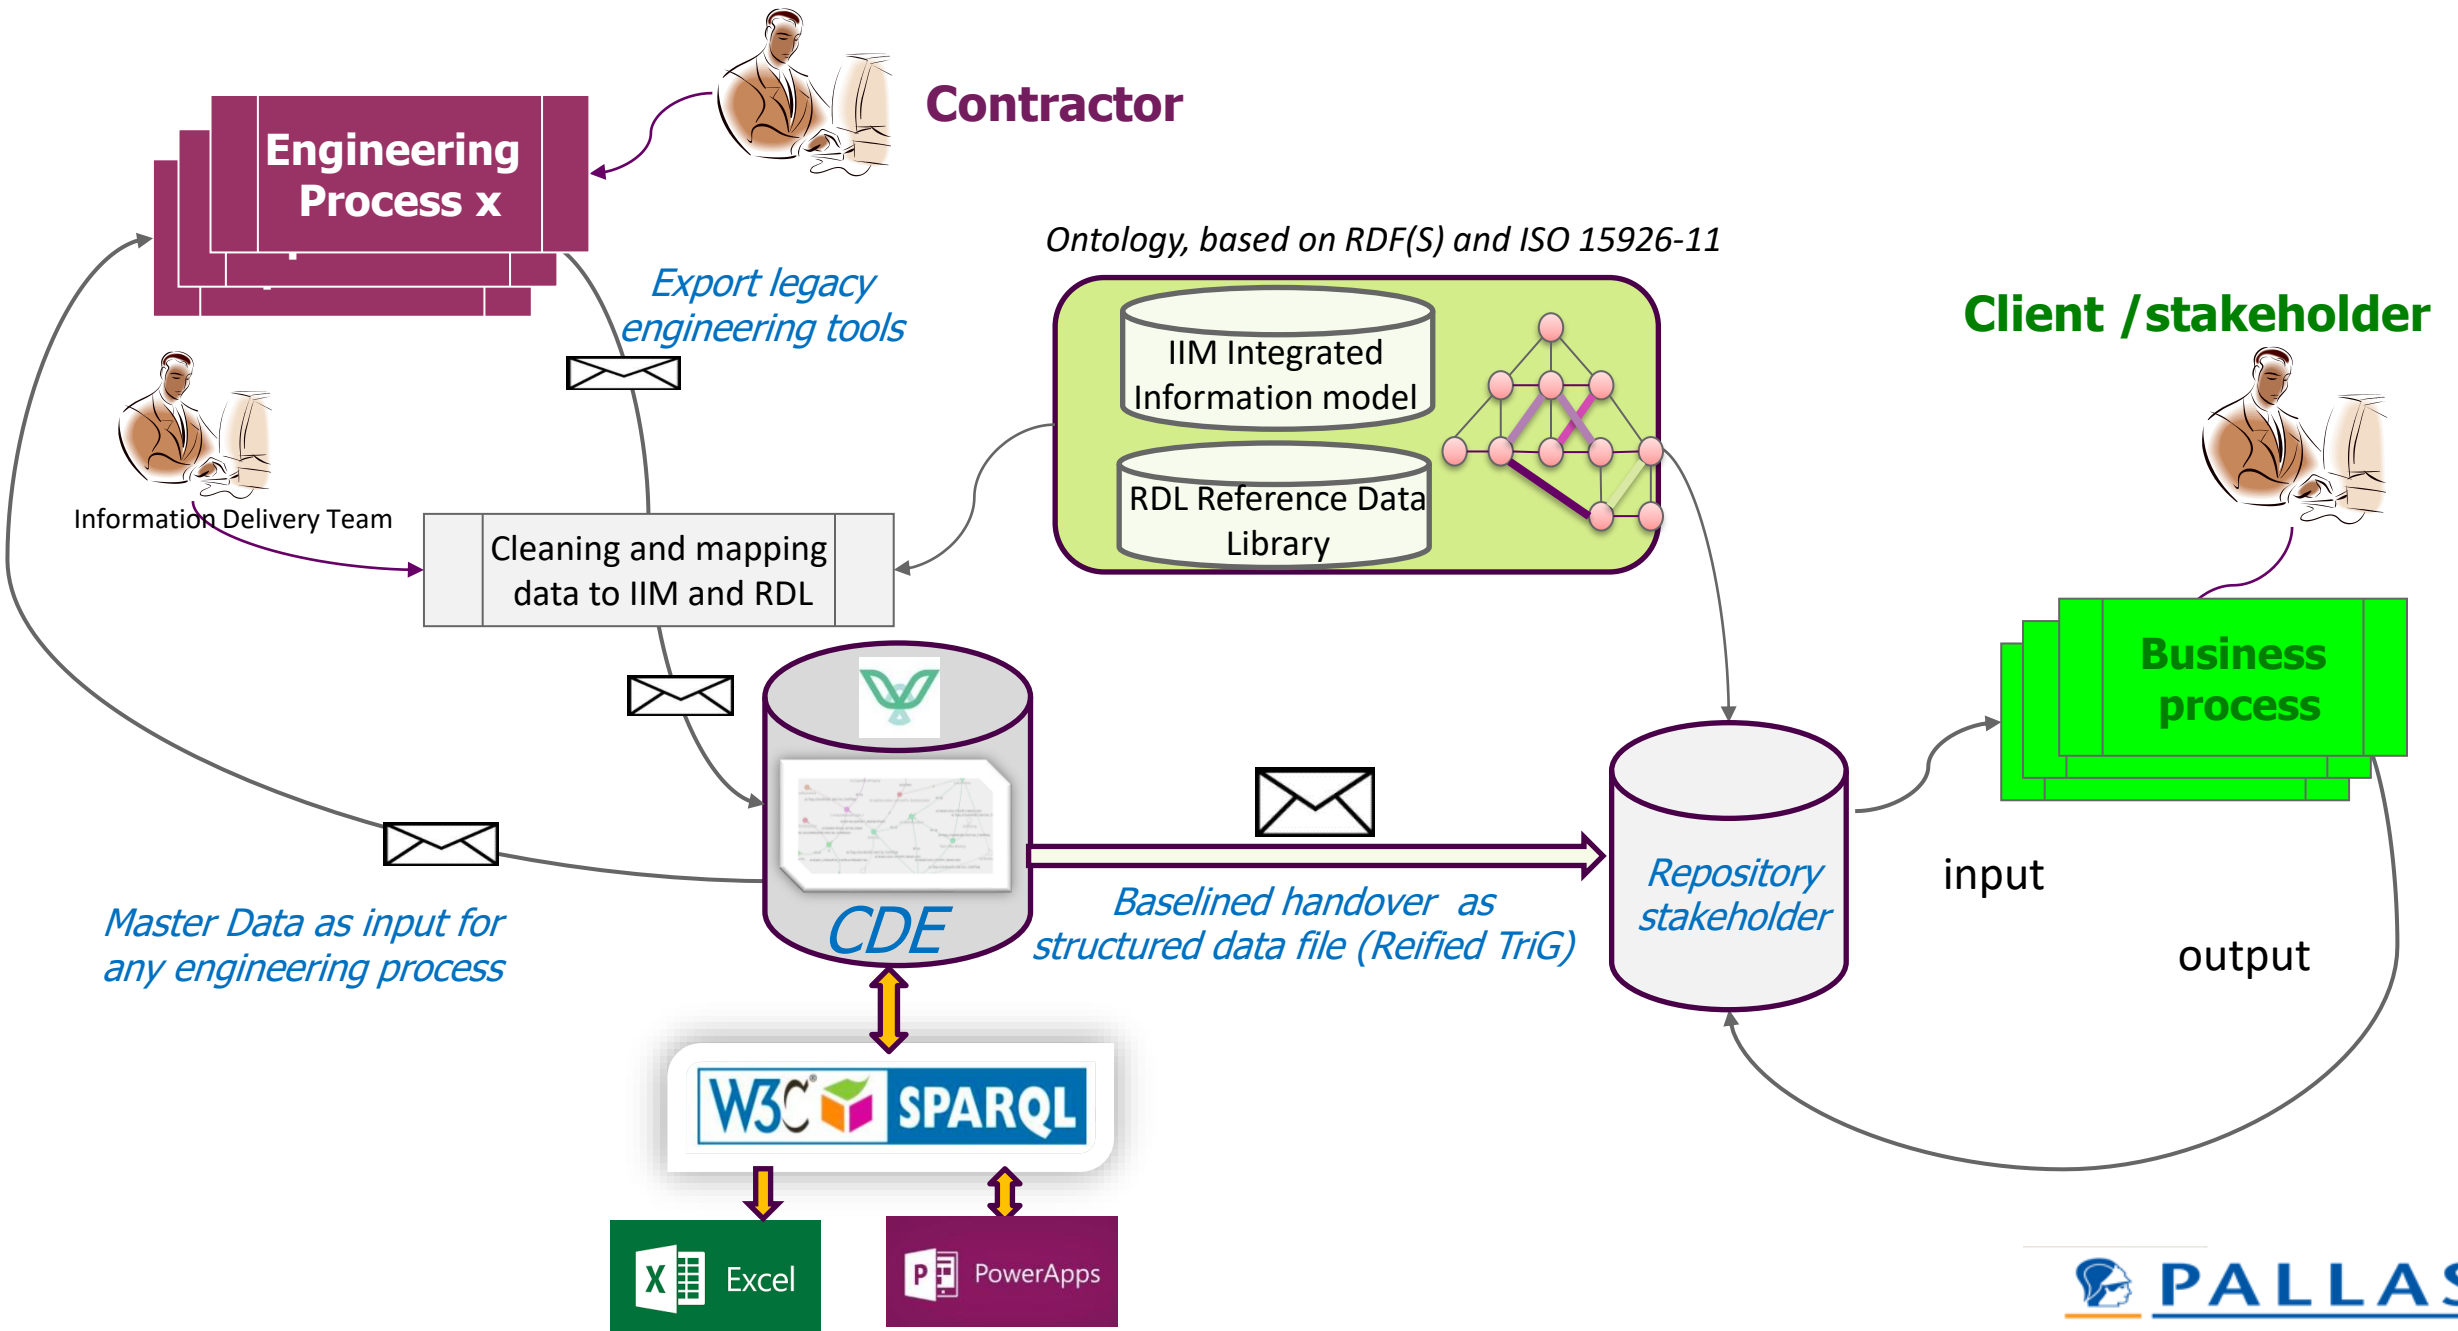 Contractor
Engineering
Process x
Ontology, based on RDF(S) and ISO 15926-11
Export legacy
engineering tools
Client /stakeholder
IIM Integrated
Information model
RDL Reference Data
Library
Information Delivery Team
Cleaning and mapping
data to IIM and RDL
Business
process
CDE
Repository
stakeholder
input
output
Baselined handover as
structured data file (Reified TriG)
Master Data as input for
any engineering process
W3C® SPARQL
X Excel
P PowerApps
PALLAS